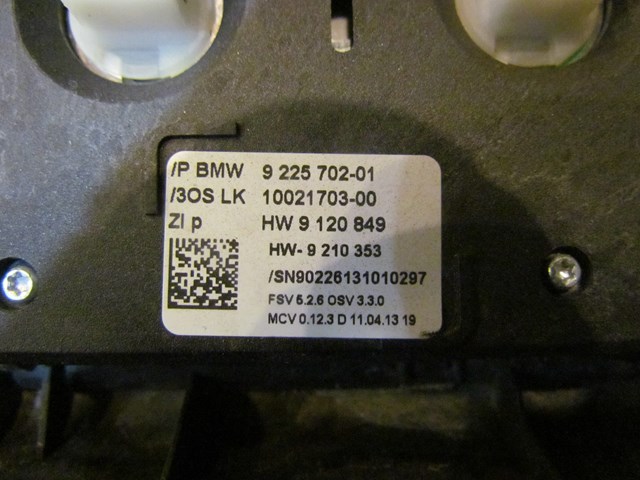 /P BMW 9 225 702-01
/3OS LK 10021703-00
ZI p HW 9 120 849
HW- 9 210 353
/SN90226131010297
FSV 5.2.6 OSV 3.3.0
MCV 0.12.3 D 11.04.13 19